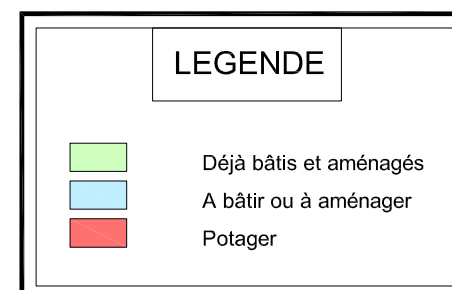 LEGENDE
Déjà bâtis et aménagés
A bâtir ou à aménager
Potager